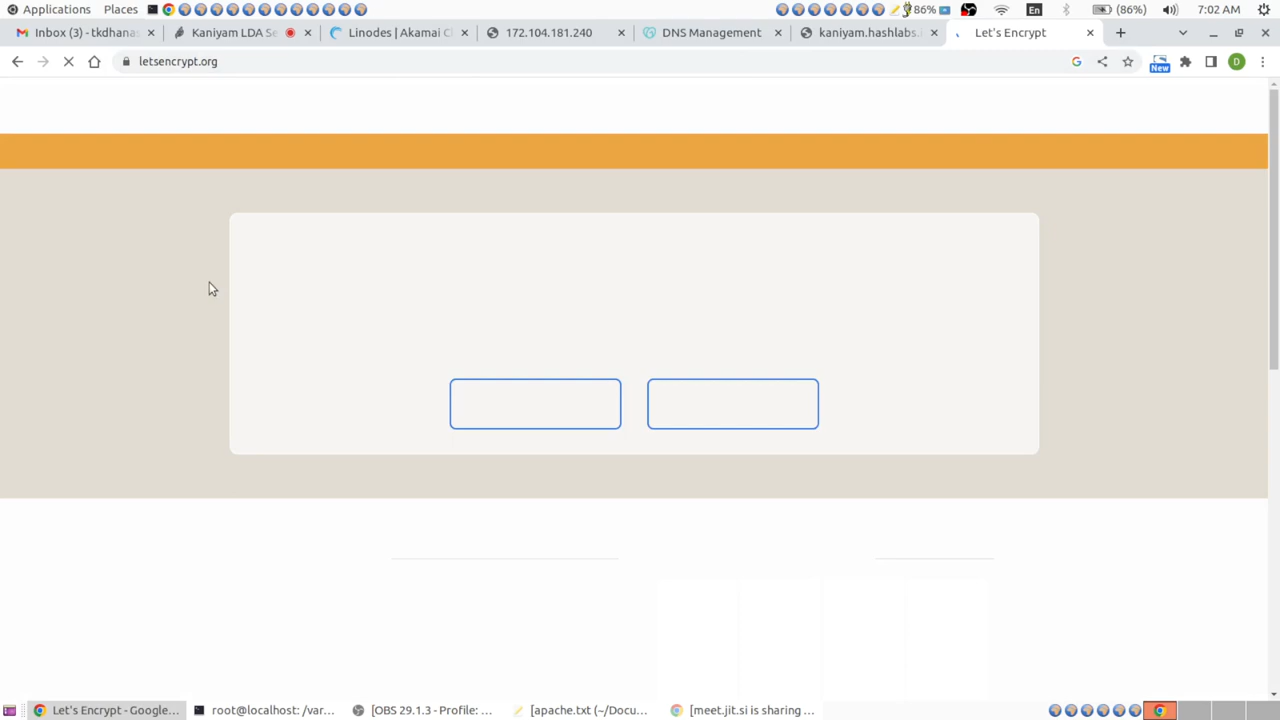 Applications Places 86% En (86%) 7:02 AM
Inbox (3) - tkdhana Kaniyam LDA Se Linodes | Akamai C 172.104.181.240 DNS Management kaniyam.hashlabs. Let's Encrypt
letsencrypt.org New D
Let's Encrypt - Google... root@localhost: /var... [OBS 29.1.3 - Profile: ... [apache.txt (~/Docu... [meet.jit.si is sharing ...